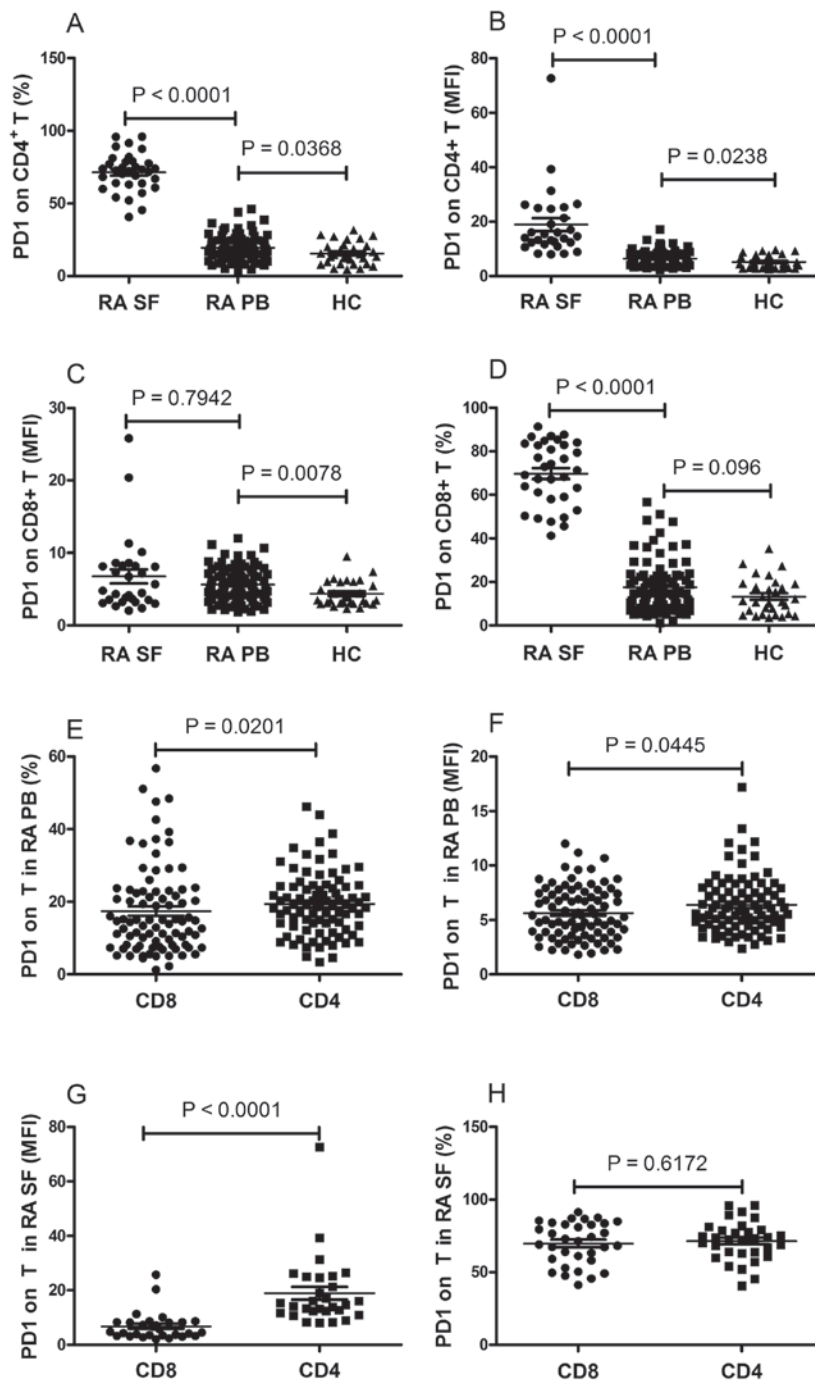 A
PD1 on CD4⁺ T (%)
150
100
50
0
P < 0.0001
P = 0.0368
RA SF RA PB HC
B
PD1 on CD4+ T (MFI)
80
60
40
20
0
P < 0.0001
P = 0.0238
RA SF RA PB HC
C
PD1 on CD8+ T (MFI)
30
20
10
0
P = 0.7942
P = 0.0078
RA SF RA PB HC
D
PD1 on CD8+ T (%)
100
80
60
40
20
0
P < 0.0001
P = 0.096
RA SF RA PB HC
E
PD1 on T in RA PB (%)
60
40
20
0
P = 0.0201
CD8 CD4
F
PD1 on T in RA PB (MFI)
20
15
10
5
0
P = 0.0445
CD8 CD4
G
PD1 on T in RA SF (MFI)
80
60
40
20
0
P < 0.0001
CD8 CD4
H
PD1 on T in RA SF (%)
150
100
50
0
P = 0.6172
CD8 CD4